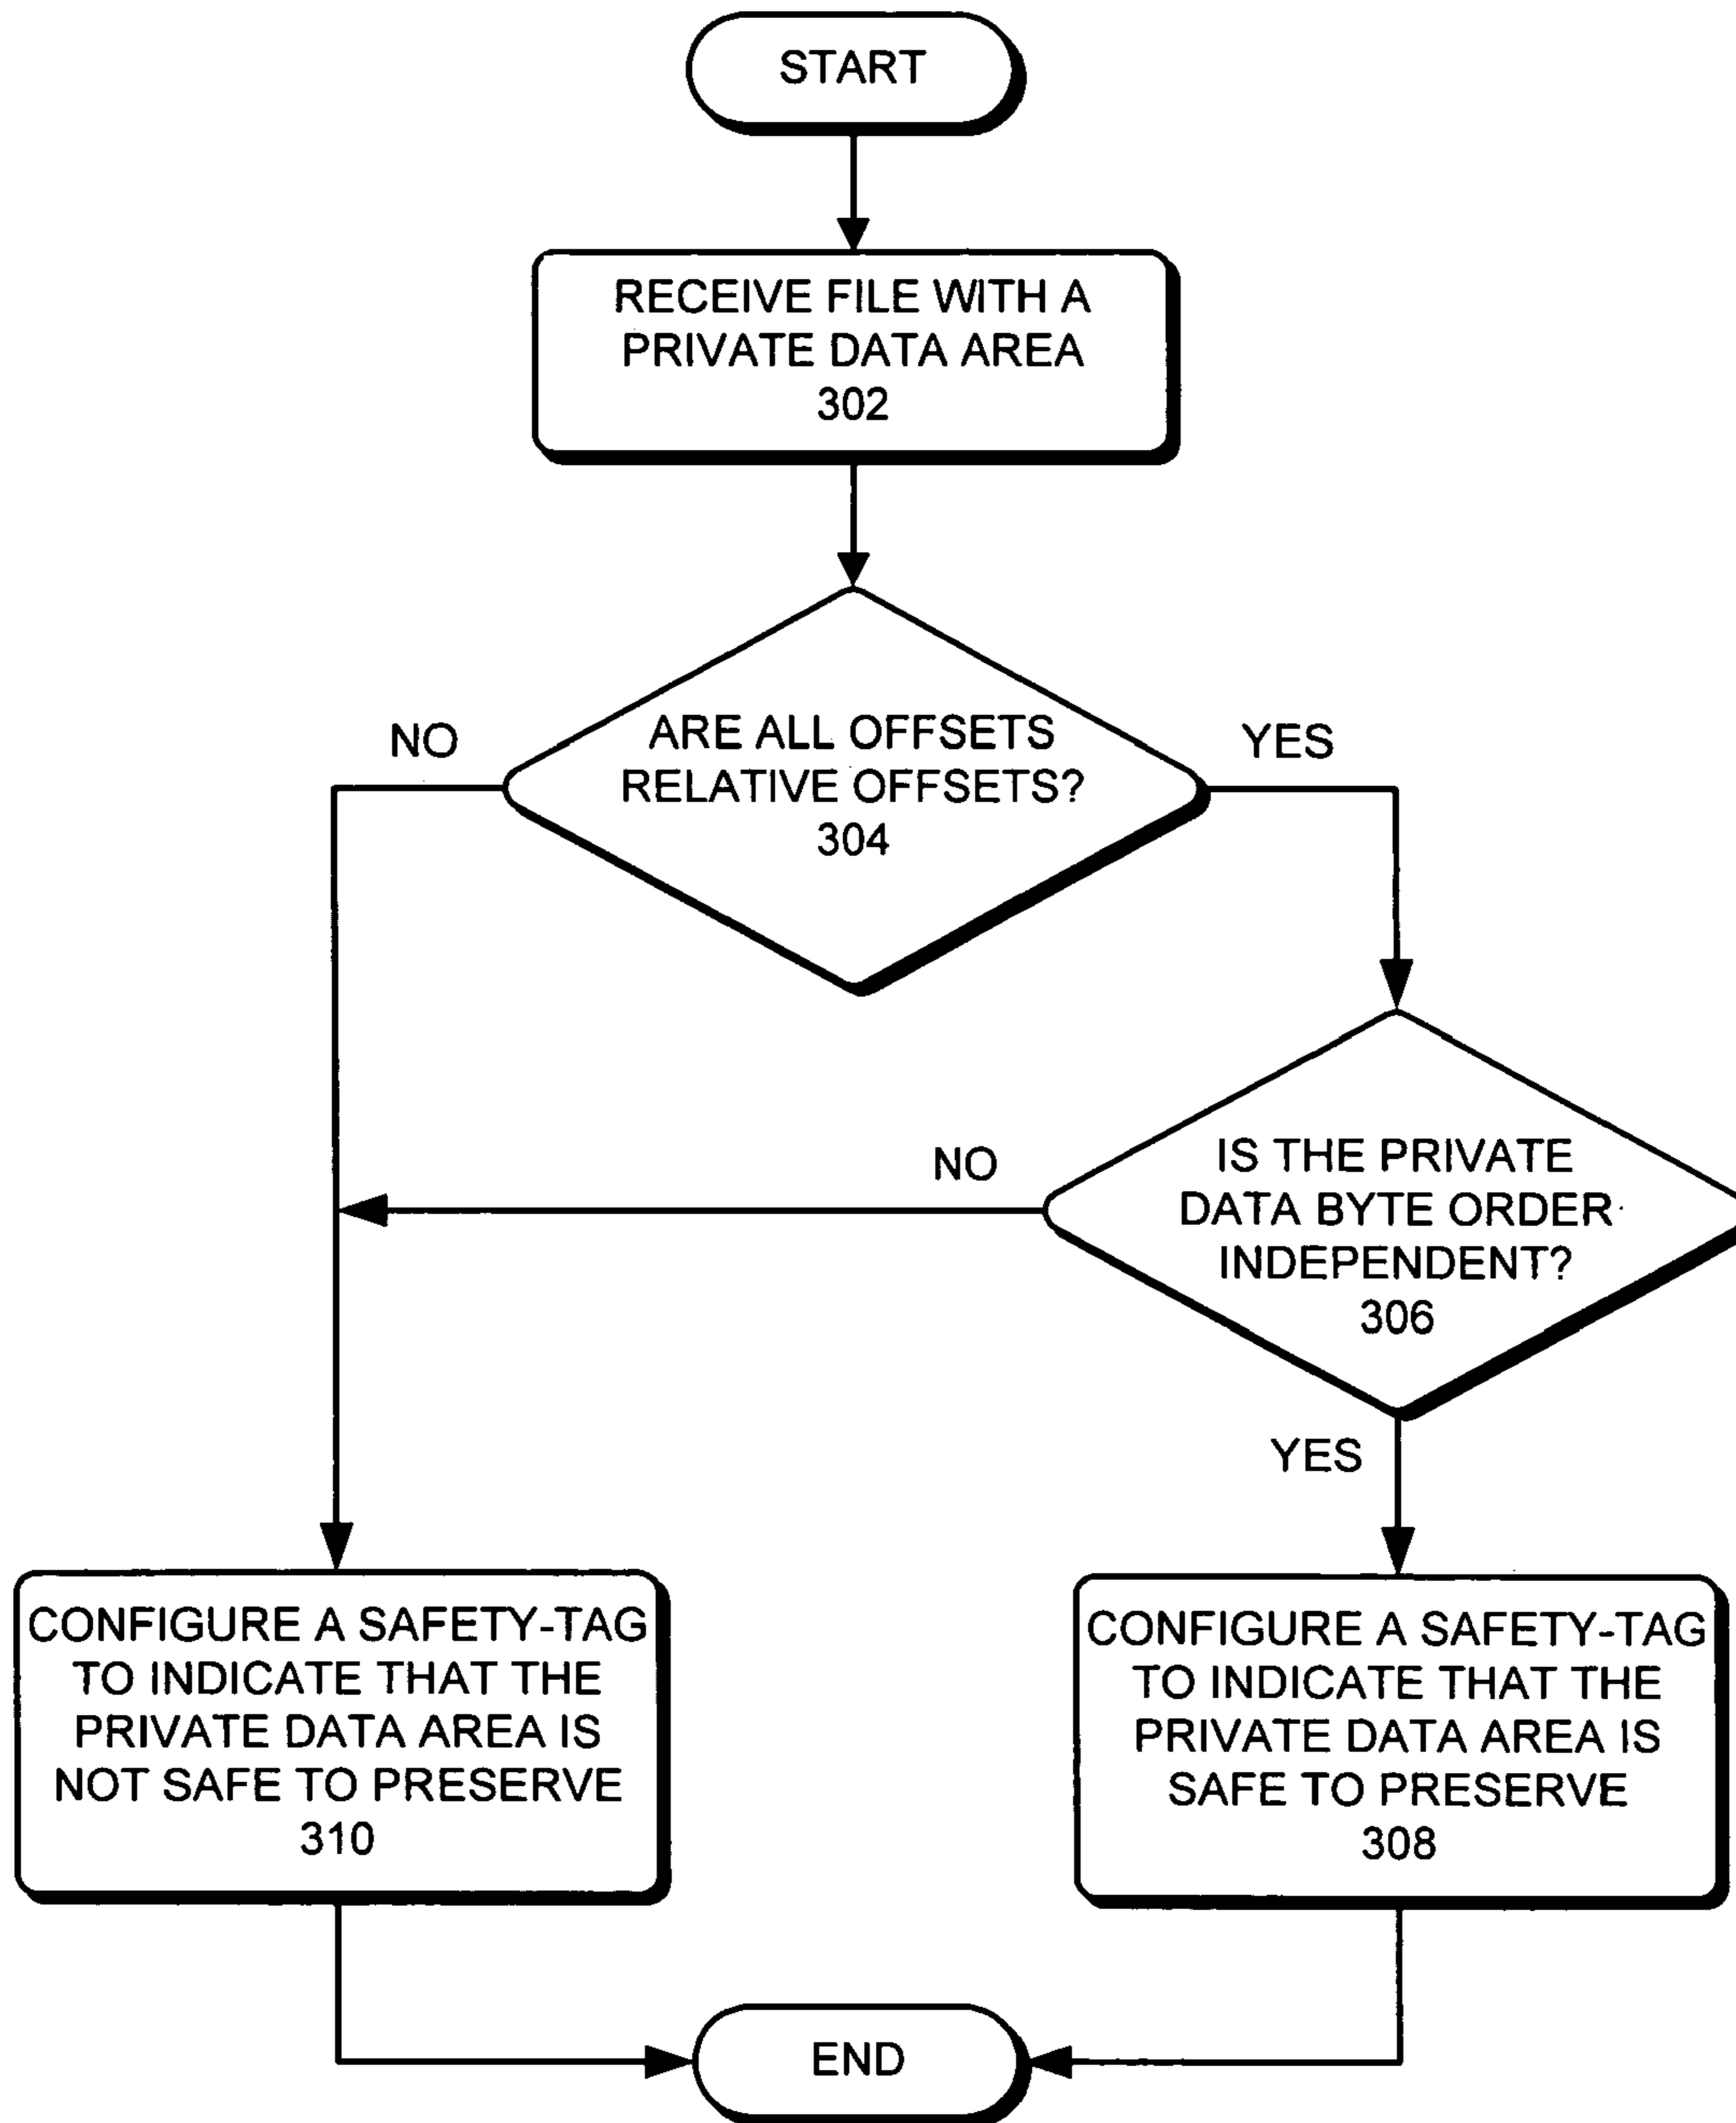 START
RECEIVE FILE WITH A
PRIVATE DATA AREA
302
ARE ALL OFFSETS
RELATIVE OFFSETS?
304
NO
YES
IS THE PRIVATE
DATA BYTE ORDER
INDEPENDENT?
306
NO
YES
CONFIGURE A SAFETY-TAG
TO INDICATE THAT THE
PRIVATE DATA AREA IS
NOT SAFE TO PRESERVE
310
CONFIGURE A SAFETY-TAG
TO INDICATE THAT THE
PRIVATE DATA AREA IS
SAFE TO PRESERVE
308
END